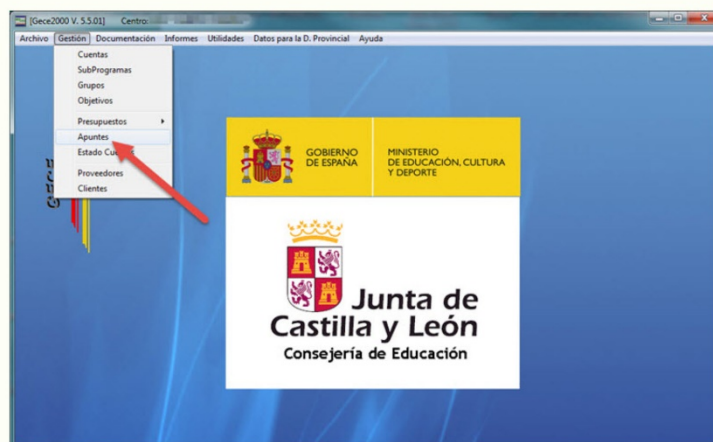 [Gece2000 V. 5.5.01] Centro:
Archivo Gestión Documentación Informes Utilidades Datos para la D. Provincial Ayuda
Cuentas
SubProgramas
Grupos
Objetivos
Presupuestos
Apuntes
Estado
Proveedores
Clientes
GOBIERNO
DE ESPAÑA
MINISTERIO
DE EDUCACIÓN, CULTURA
Y DEPORTE
Junta de
Castilla y León
Consejería de Educación